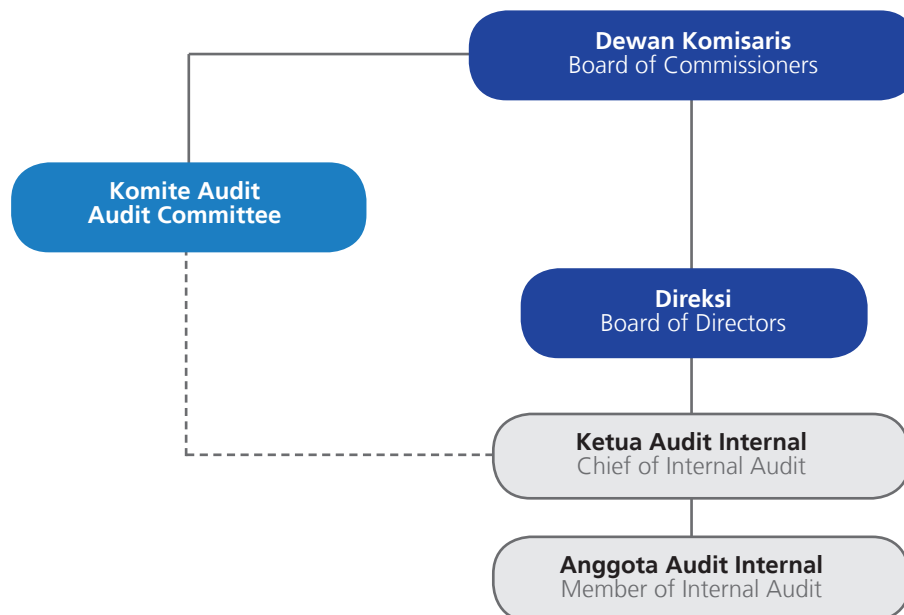 Dewan Komisaris
Board of Commissioners
Komite Audit
Audit Committee
Direksi
Board of Directors
Ketua Audit Internal
Chief of Internal Audit
Anggota Audit Internal
Member of Internal Audit